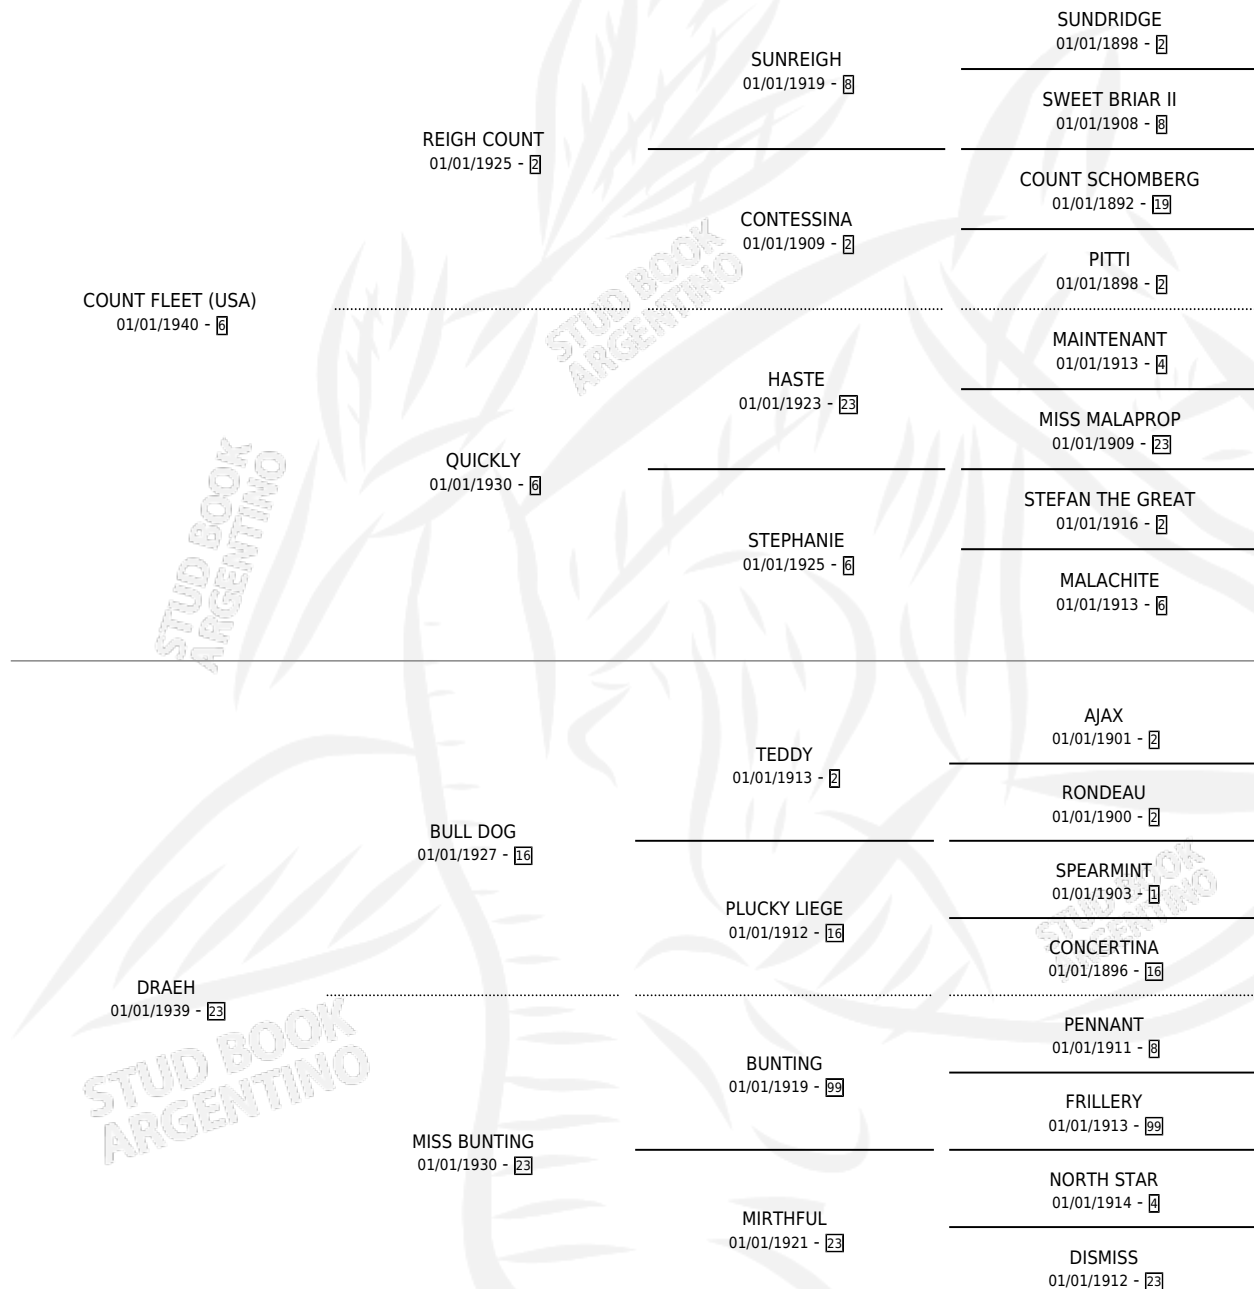 SUNDRIDGE
01/01/1898 - 2
SUNREIGH
01/01/1919 - 8
SWEET BRIAR II
01/01/1908 - 8
REIGH COUNT
01/01/1925 - 2
COUNT SCHOMBERG
01/01/1892 - 19
CONTESSINA
01/01/1909 - 2
PITTI
01/01/1898 - 2
COUNT FLEET (USA)
01/01/1940 - 6
MAINTENANT
01/01/1913 - 4
HASTE
01/01/1923 - 23
MISS MALAPROP
01/01/1909 - 23
QUICKLY
01/01/1930 - 6
STEFAN THE GREAT
01/01/1916 - 2
STEPHANIE
01/01/1925 - 6
MALACHITE
01/01/1913 - 6
AJAX
01/01/1901 - 2
TEDDY
01/01/1913 - 2
RONDEAU
01/01/1900 - 2
BULL DOG
01/01/1927 - 16
SPEARMINT
01/01/1903 - 1
PLUCKY LIEGE
01/01/1912 - 16
CONCERTINA
01/01/1896 - 16
DRAEH
01/01/1939 - 23
PENNANT
01/01/1911 - 8
BUNTING
01/01/1919 - 99
FRILLERY
01/01/1913 - 99
MISS BUNTING
01/01/1930 - 23
NORTH STAR
01/01/1914 - 4
MIRTHFUL
01/01/1921 - 23
DISMISS
01/01/1912 - 23
STUD BOOK
ARGENTINO
STUD BOOK
ARGENTINO
STUD BOOK
ARGENTINO
STUD BOOK
ARGENTINO